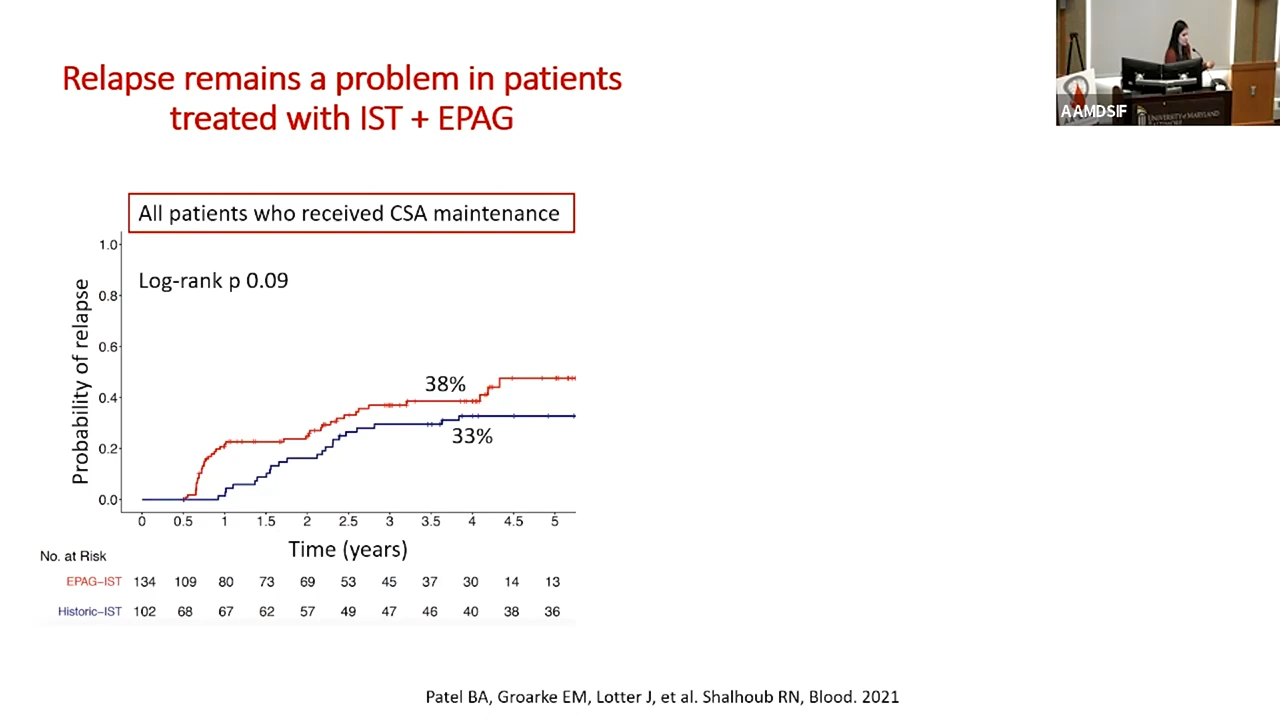 Relapse remains a problem in patients
treated with IST + EPAG
AAMDSIF
UNIVERSITY of MARYLAND
BALTIMORE
All patients who received CSA maintenance
Log-rank p 0.09
Probability of relapse
1.0
0.8
0.6
0.4
0.2
0.0
38%
33%
0 0.5 1 1.5 2 2.5 3 3.5 4 4.5 5
Time (years)
No. at Risk
EPAG-IST 134 109 80 73 69 53 45 37 30 14 13
Historic-IST 102 68 67 62 57 49 47 46 40 38 36
Patel BA, Groarke EM, Lotter J, et al. Shalhoub RN, Blood. 2021